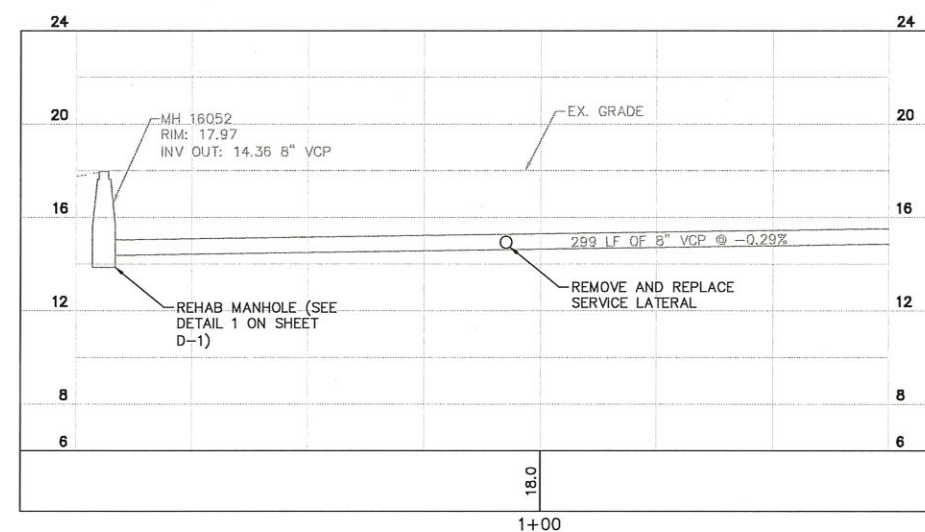 24
24
20
20
MH 16052
RIM: 17.97
INV OUT: 14.36 8" VCP
EX. GRADE
16
16
299 LF OF 8" VCP @ -0.29%
REMOVE AND REPLACE
SERVICE LATERAL
12
12
REHAB MANHOLE (SEE
DETAIL 1 ON SHEET
D-1)
8
8
6
6
18.0
1+00